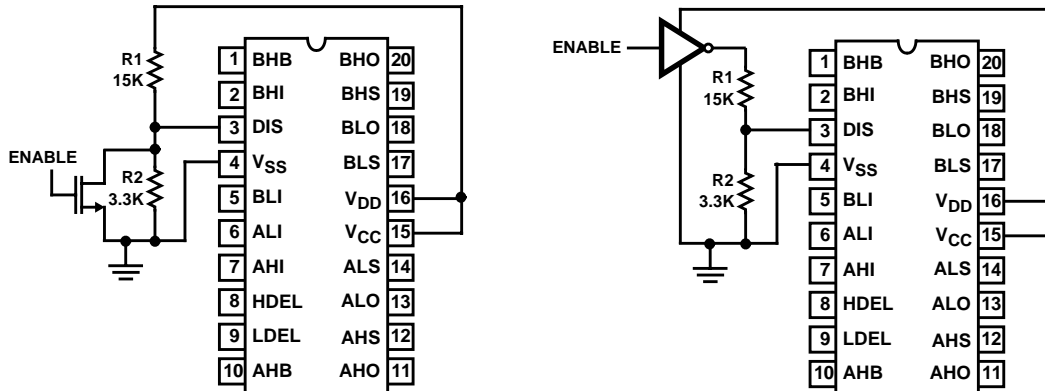 R1
15K
ENABLE
R2
3.3K
1 BHB BHO 20
2 BHI BHS 19
3 DIS BLO 18
4 VSS BLS 17
5 BLI VDD 16
6 ALI VCC 15
7 AHI ALS 14
8 HDEL ALO 13
9 LDEL AHS 12
10 AHB AHO 11
ENABLE
R1
15K
R2
3.3K
1 BHB BHO 20
2 BHI BHS 19
3 DIS BLO 18
4 VSS BLS 17
5 BLI VDD 16
6 ALI VCC 15
7 AHI ALS 14
8 HDEL ALO 13
9 LDEL AHS 12
10 AHB AHO 11